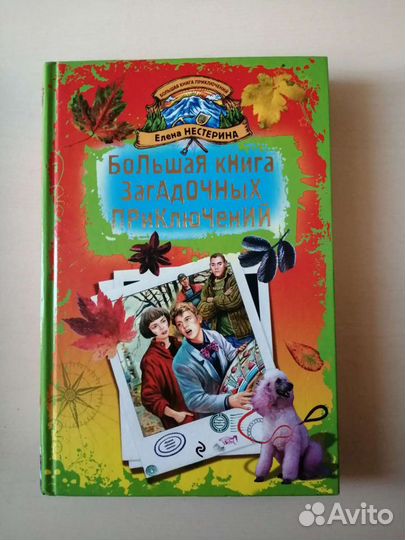 БОЛЬШАЯ КНИГА ПРИКЛЮЧЕНИЙ
Елена НЕСТЕРИНА
БОЛЬШАЯ КНИГА
ЗАГАДОЧНЫХ
ПРИКЛЮЧЕНИЙ
Avito